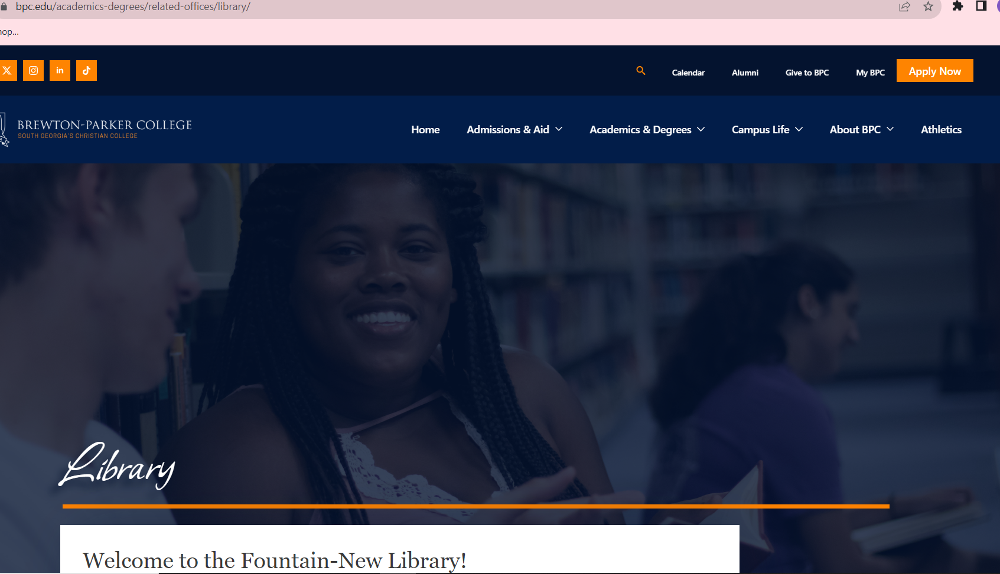 bpc.edu/academics-degrees/related-offices/library/
hop...
Calendar
Alumni
Give to BPC
My BPC
Apply Now
BREWTON-PARKER COLLEGE
SOUTH GEORGIA'S CHRISTIAN COLLEGE
Home
Admissions & Aid
Academics & Degrees
Campus Life
About BPC
Athletics
Library
Welcome to the Fountain-New Library!